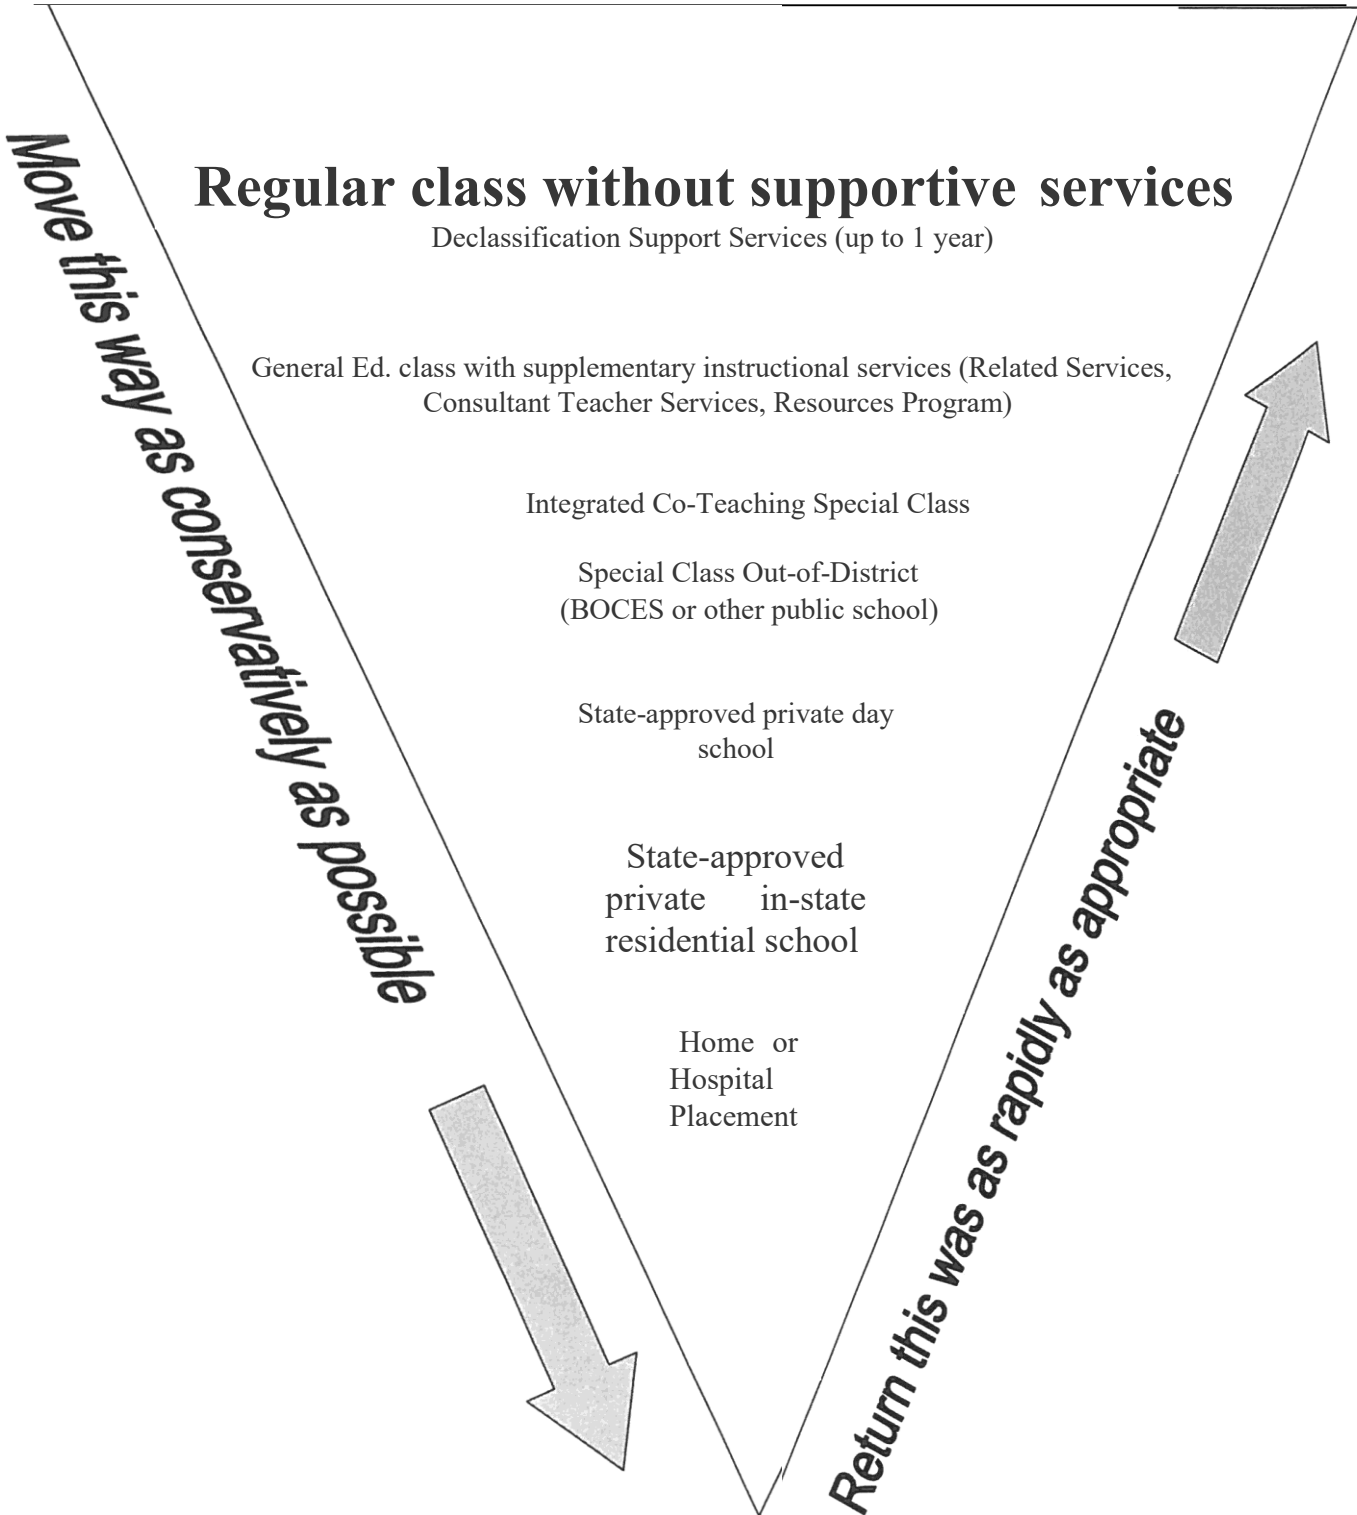 Move this way as conservatively as possible
Regular class without supportive services
Declassification Support Services (up to 1 year)
General Ed. class with supplementary instructional services (Related Services,
Consultant Teacher Services, Resources Program)
Integrated Co-Teaching Special Class
Special Class Out-of-District
(BOCES or other public school)
State-approved private day
school
State-approved
private in-state
residential school
Home or
Hospital
Placement
Return this was as rapidly as appropriate